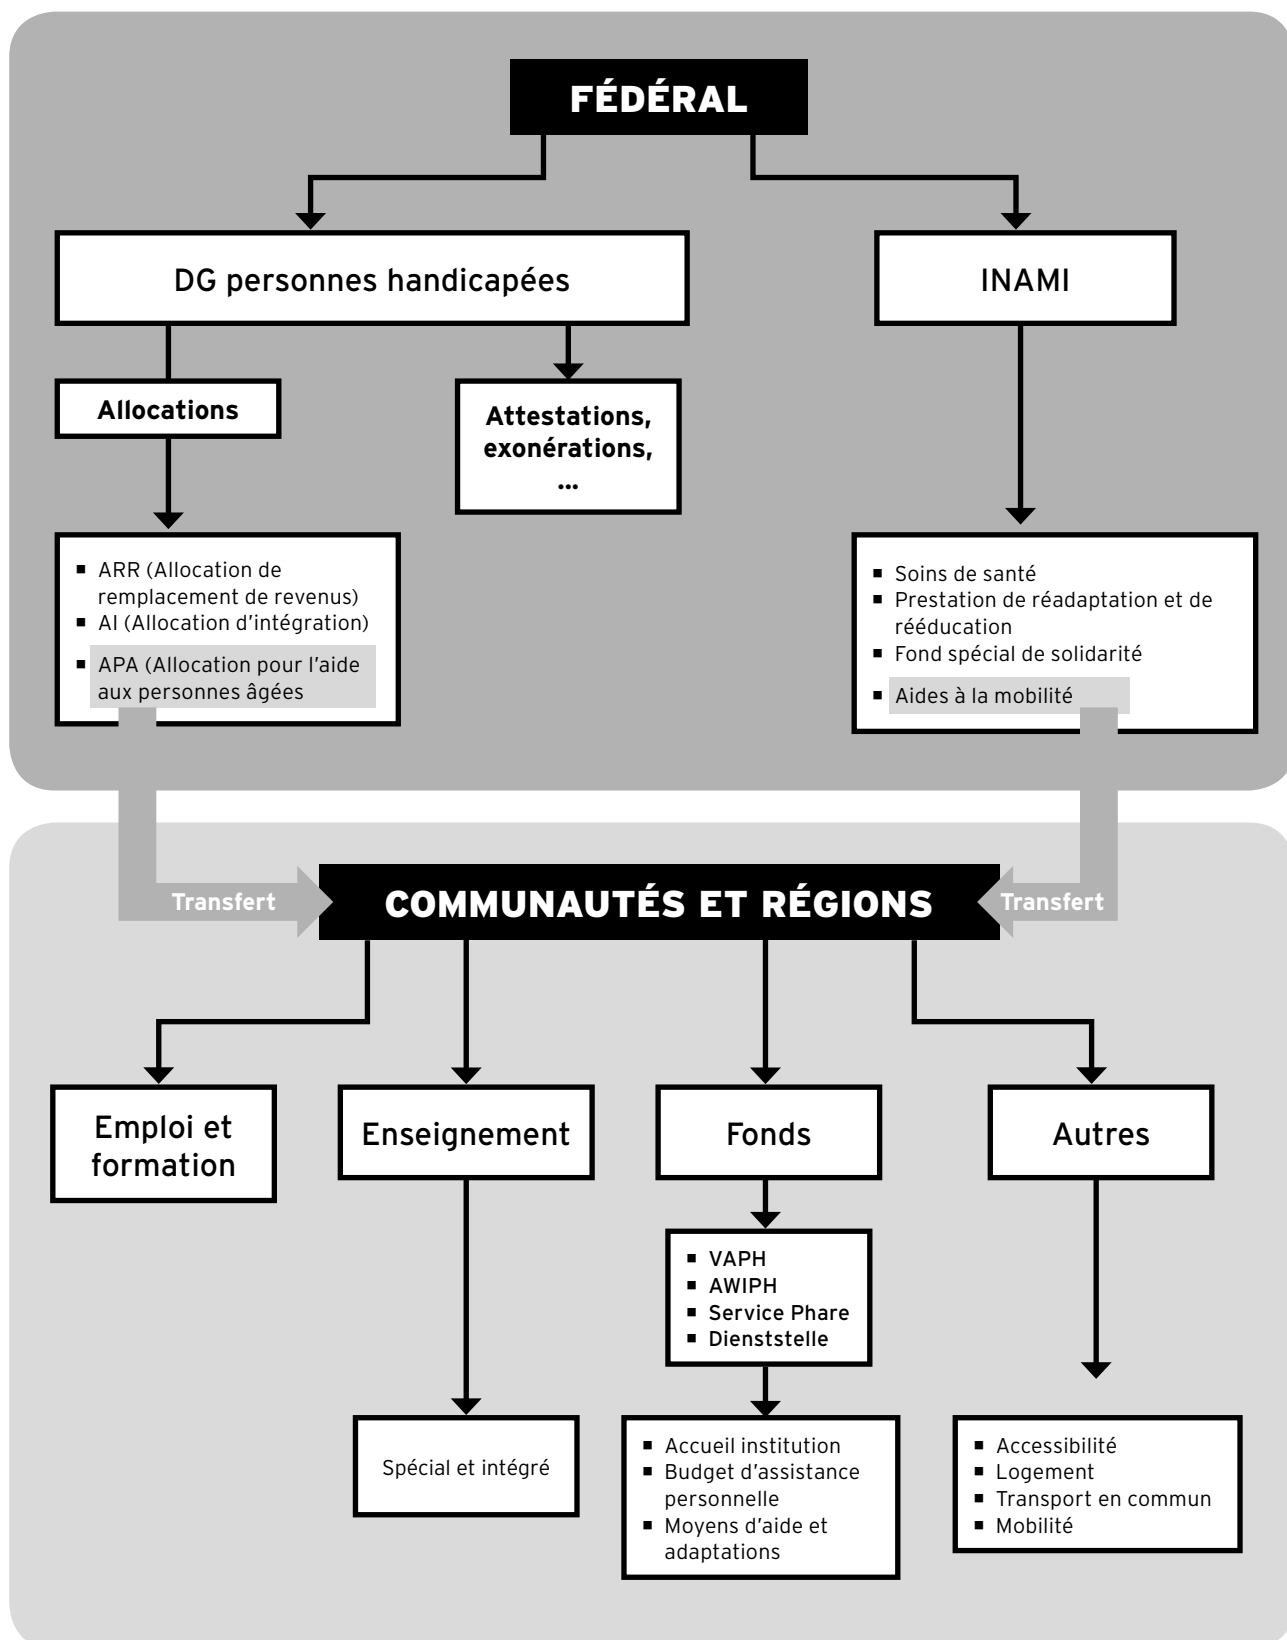 FÉDÉRAL
DG personnes handicapées
INAMI
Allocations
Attestations,
exonérations,
...
▪ ARR (Allocation de
remplacement de revenus)
▪ AI (Allocation d'intégration)
▪ APA (Allocation pour l'aide
aux personnes âgées
▪ Soins de santé
▪ Prestation de réadaptation et de
rééducation
▪ Fond spécial de solidarité
▪ Aides à la mobilité
Transfert
COMMUNAUTÉS ET RÉGIONS
Transfert
Emploi et
formation
Enseignement
Fonds
Autres
▪ VAPH
▪ AWIPH
▪ Service Phare
▪ Dienststelle
Spécial et intégré
▪ Accueil institution
▪ Budget d'assistance
personnelle
▪ Moyens d'aide et
adaptations
▪ Accessibilité
▪ Logement
▪ Transport en commun
▪ Mobilité